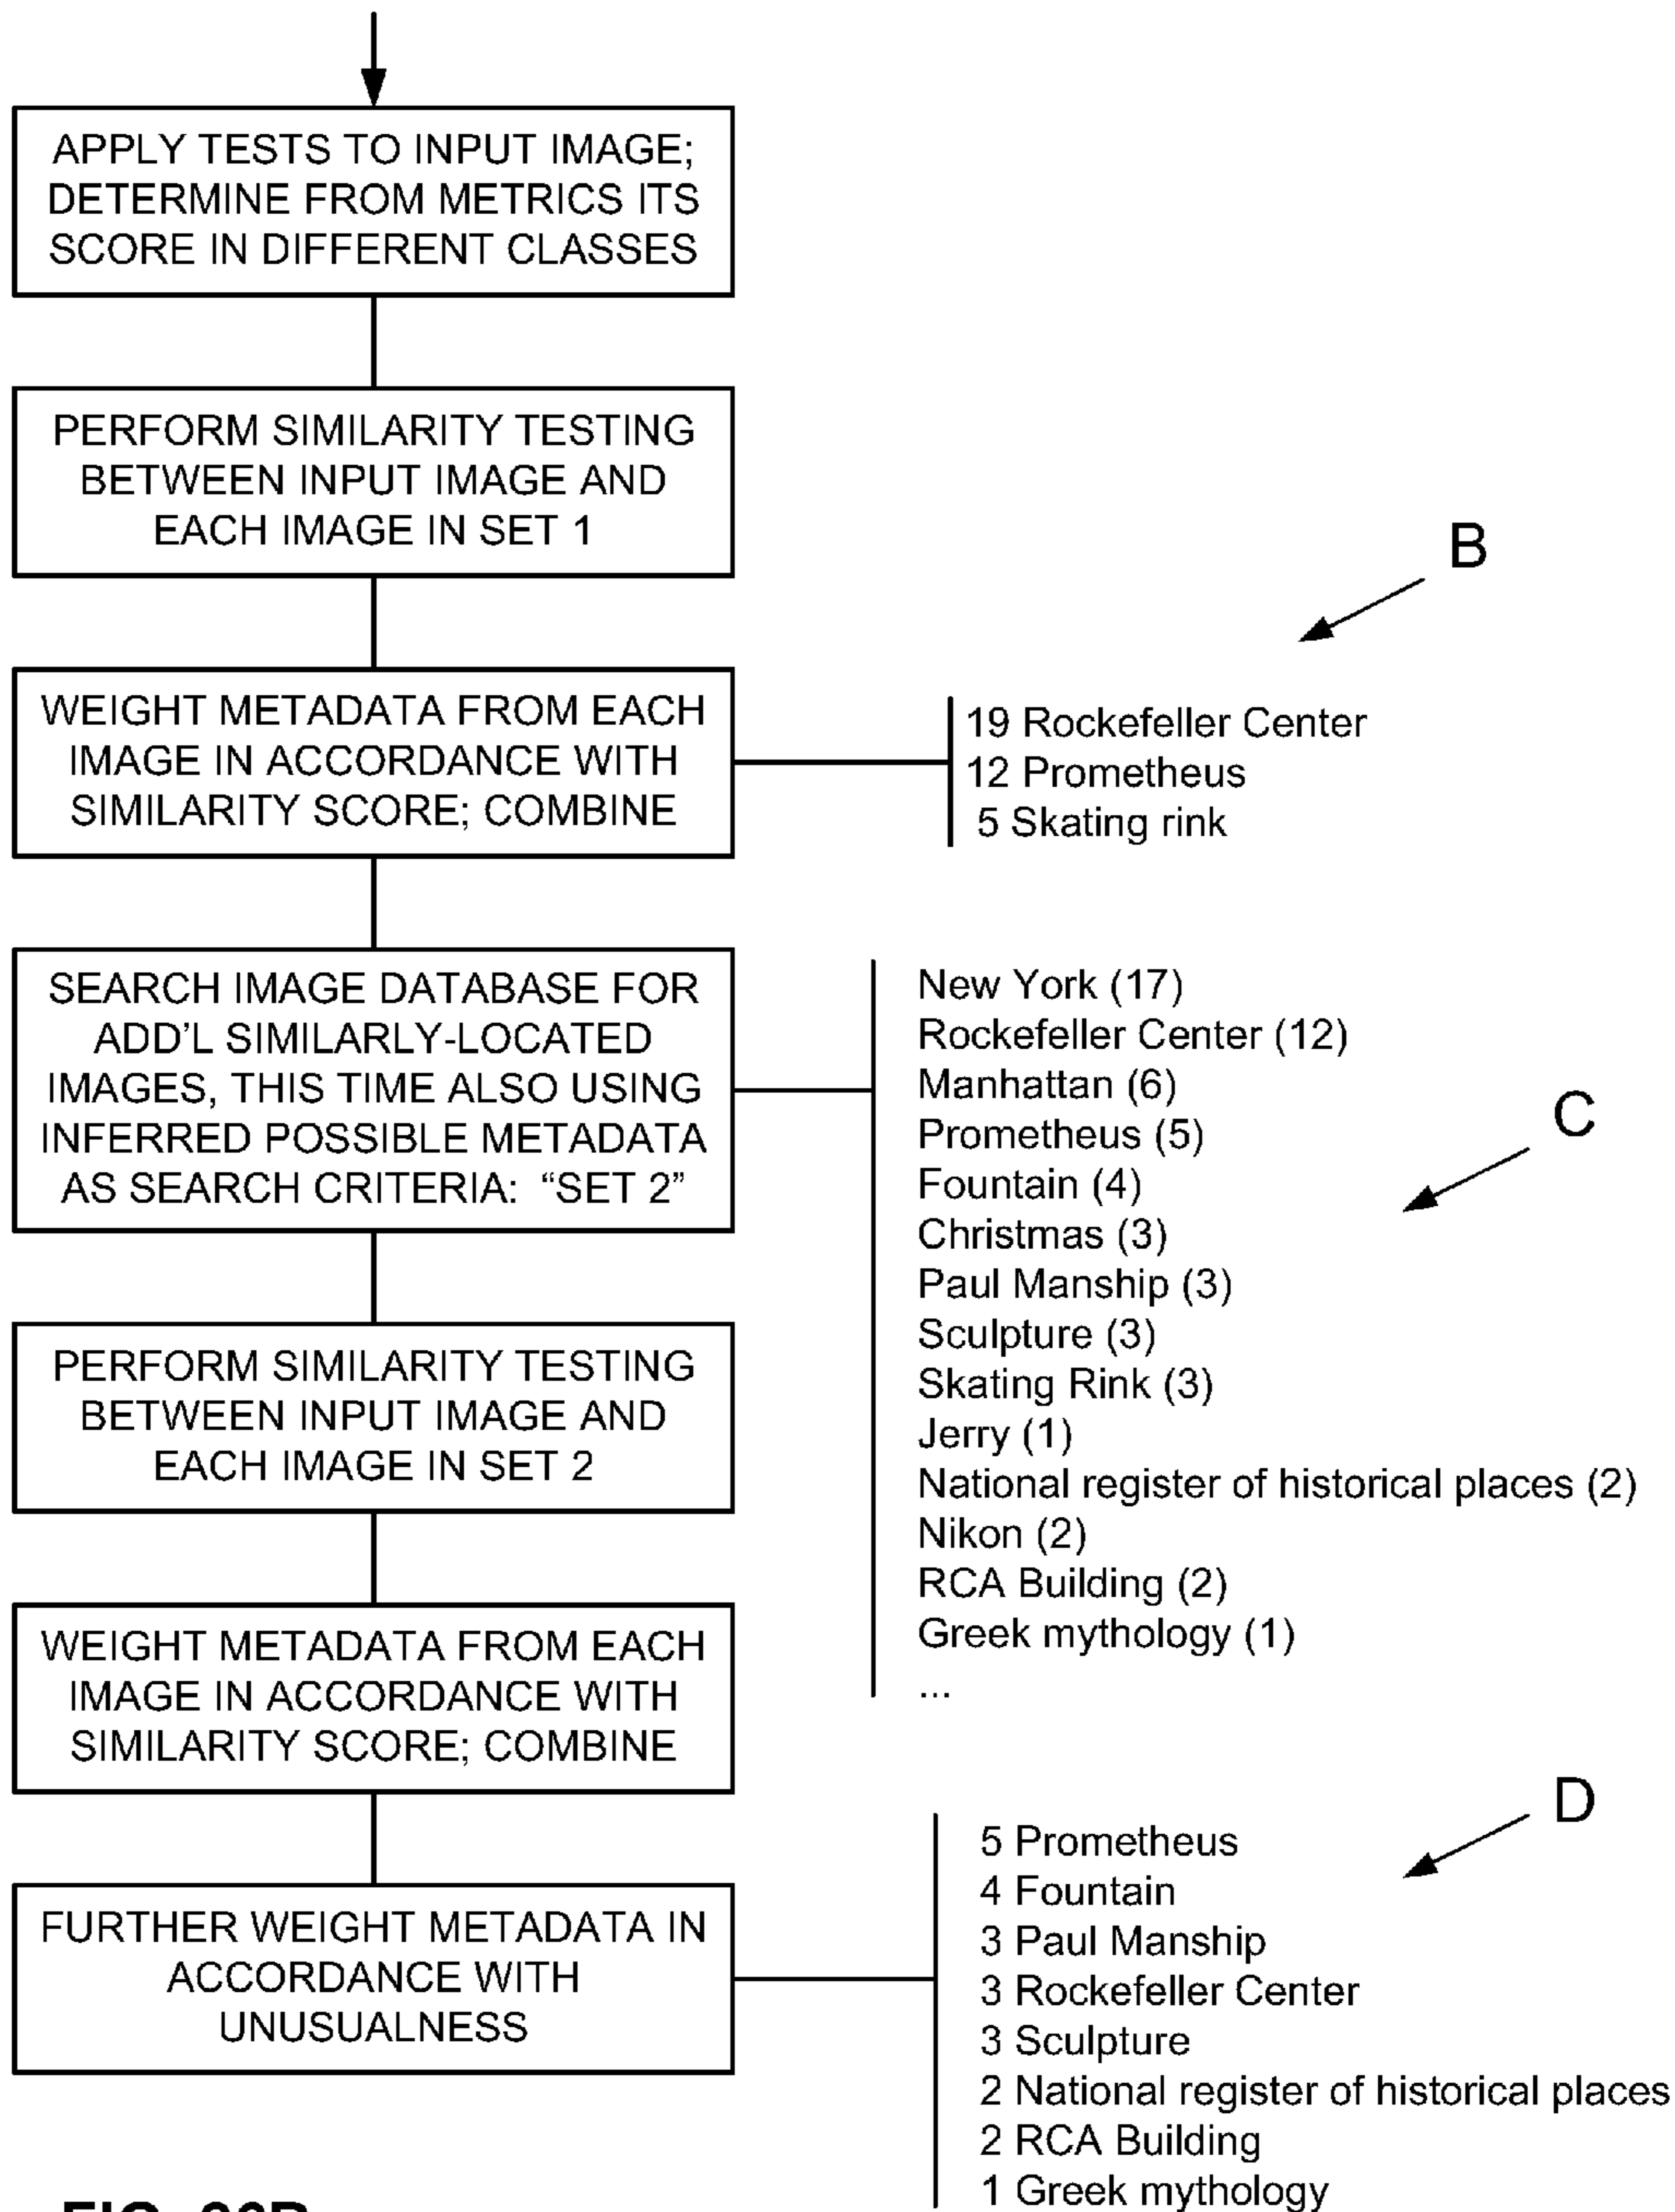 APPLY TESTS TO INPUT IMAGE;
DETERMINE FROM METRICS ITS
SCORE IN DIFFERENT CLASSES
PERFORM SIMILARITY TESTING
BETWEEN INPUT IMAGE AND
EACH IMAGE IN SET 1
B
WEIGHT METADATA FROM EACH
IMAGE IN ACCORDANCE WITH
SIMILARITY SCORE; COMBINE
19 Rockefeller Center
12 Prometheus
5 Skating rink
SEARCH IMAGE DATABASE FOR
ADD'L SIMILARLY-LOCATED
IMAGES, THIS TIME ALSO USING
INFERRED POSSIBLE METADATA
AS SEARCH CRITERIA: “SET 2”
New York (17)
Rockefeller Center (12)
Manhattan (6)
Prometheus (5)
Fountain (4)
Christmas (3)
Paul Manship (3)
Sculpture (3)
Skating Rink (3)
Jerry (1)
National register of historical places (2)
Nikon (2)
RCA Building (2)
Greek mythology (1)
...
C
PERFORM SIMILARITY TESTING
BETWEEN INPUT IMAGE AND
EACH IMAGE IN SET 2
WEIGHT METADATA FROM EACH
IMAGE IN ACCORDANCE WITH
SIMILARITY SCORE; COMBINE
D
FURTHER WEIGHT METADATA IN
ACCORDANCE WITH
UNUSUALNESS
5 Prometheus
4 Fountain
3 Paul Manship
3 Rockefeller Center
3 Sculpture
2 National register of historical places
2 RCA Building
1 Greek mythology
FIG.